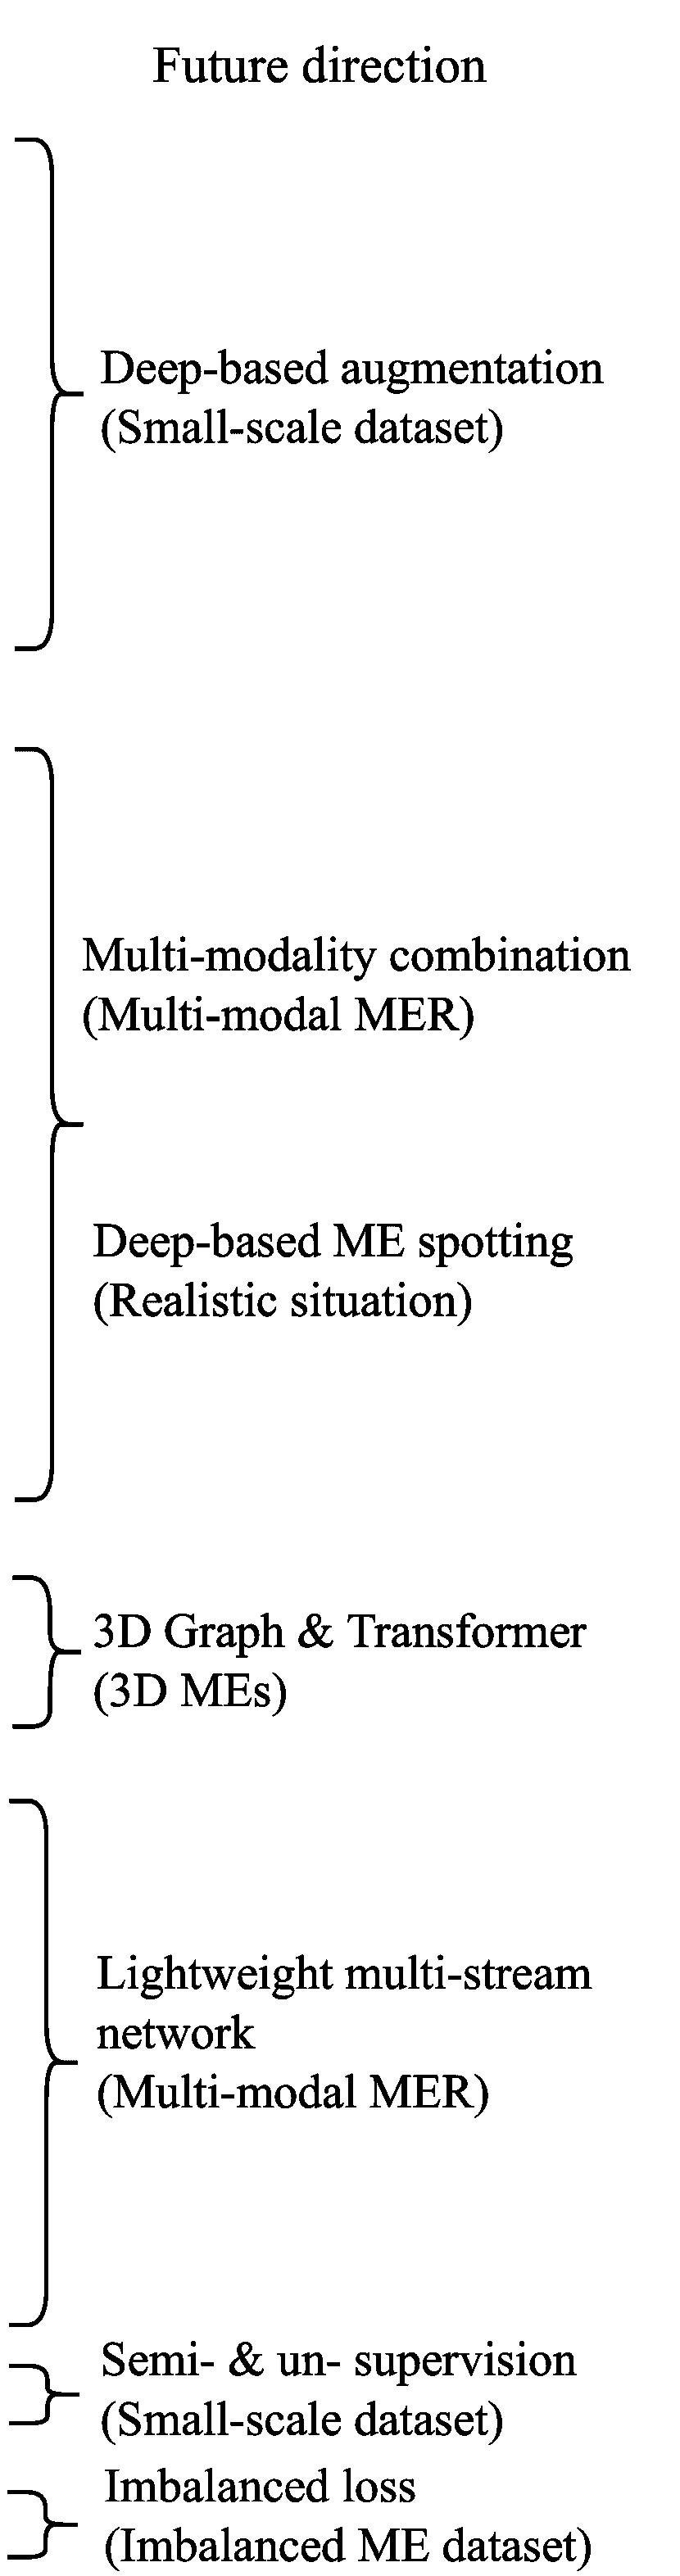 Future direction
Deep-based augmentation
(Small-scale dataset)
Multi-modality combination
(Multi-modal MER)
Deep-based ME spotting
(Realistic situation)
3D Graph & Transformer
(3D MEs)
Lightweight multi-stream
network
(Multi-modal MER)
Semi- & un- supervision
(Small-scale dataset)
Imbalanced loss
(Imbalanced ME dataset)